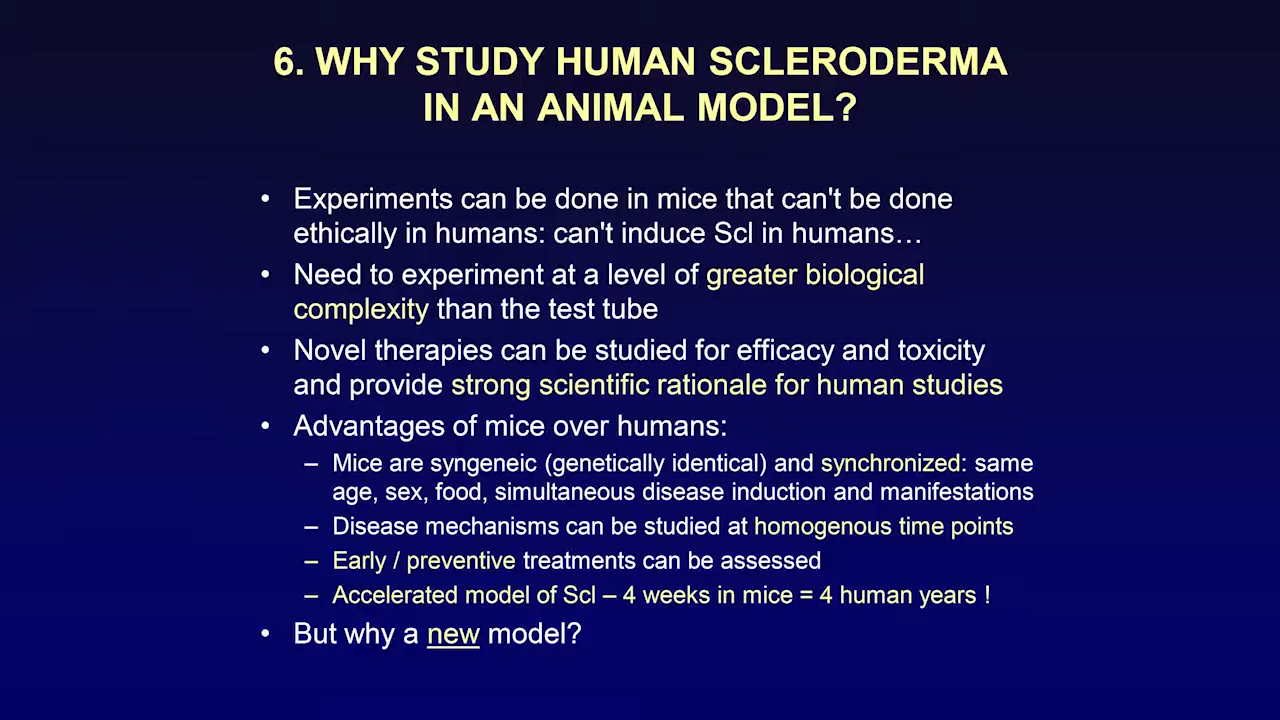 6. WHY STUDY HUMAN SCLERODERMA
IN AN ANIMAL MODEL?
• Experiments can be done in mice that can't be done
ethically in humans: can't induce Scl in humans…
• Need to experiment at a level of greater biological
complexity than the test tube
• Novel therapies can be studied for efficacy and toxicity
and provide strong scientific rationale for human studies
• Advantages of mice over humans:
– Mice are syngeneic (genetically identical) and synchronized: same
age, sex, food, simultaneous disease induction and manifestations
– Disease mechanisms can be studied at homogenous time points
– Early / preventive treatments can be assessed
– Accelerated model of Scl – 4 weeks in mice = 4 human years !
• But why a new model?